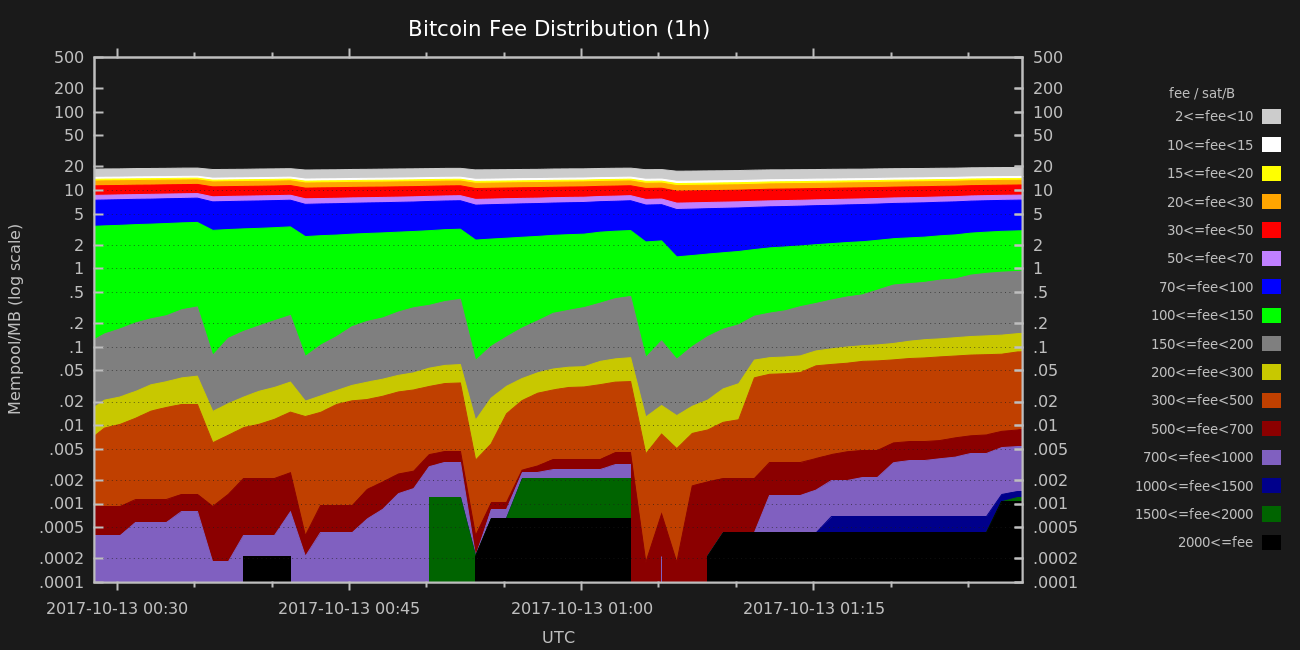 Bitcoin Fee Distribution (1h)
500
200
100
50
20
10
5
2
1
.5
.2
.1
.05
.02
.01
.005
.002
.001
.0005
.0002
.0001
Mempool/MB (log scale)
500
200
100
50
20
10
5
2
1
.5
.2
.1
.05
.02
.01
.005
.002
.001
.0005
.0002
.0001
2017-10-13 00:30
2017-10-13 00:45
2017-10-13 01:00
2017-10-13 01:15
UTC
fee / sat/B
2<=fee<10
10<=fee<15
15<=fee<20
20<=fee<30
30<=fee<50
50<=fee<70
70<=fee<100
100<=fee<150
150<=fee<200
200<=fee<300
300<=fee<500
500<=fee<700
700<=fee<1000
1000<=fee<1500
1500<=fee<2000
2000<=fee